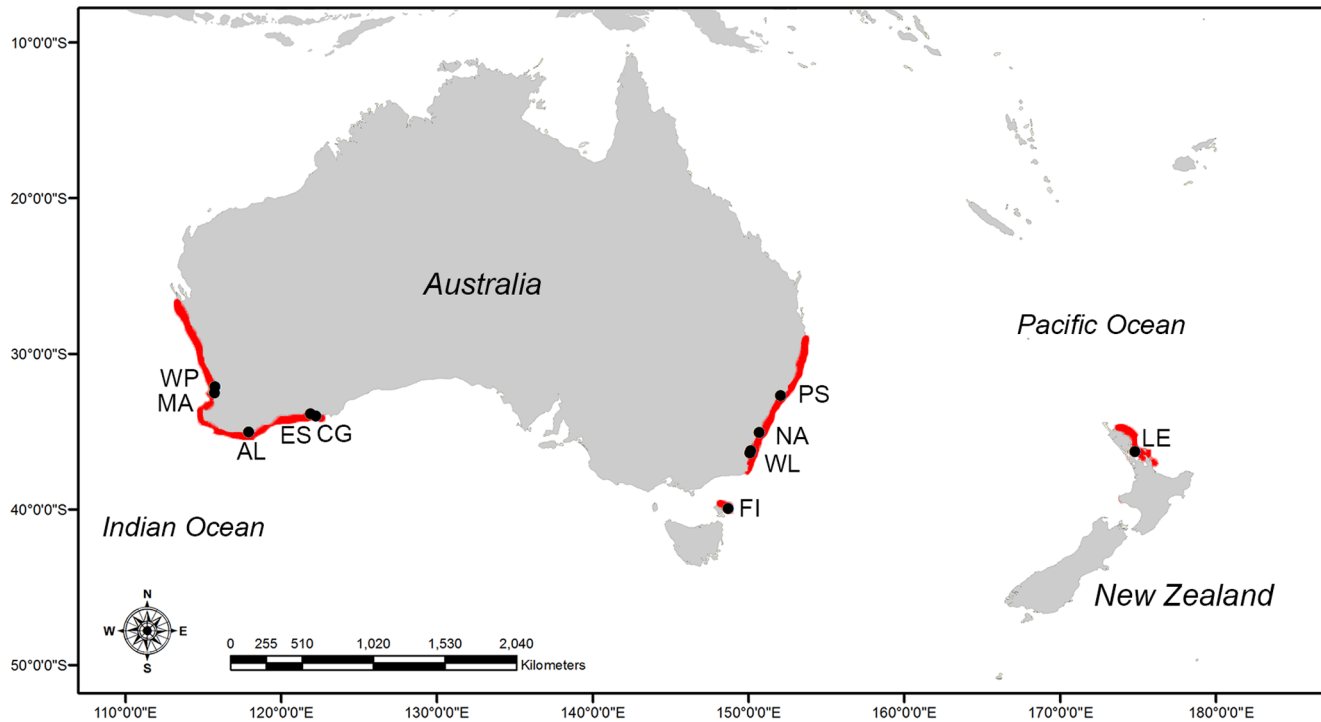 10°0'0"S
20°0'0"S
Australia
Pacific Ocean
30°0'0"S
WP
MA
PS
ES CG
AL
NA
LE
WL
40°0'0"S
FI
Indian Ocean
New Zealand
N
W
E
S
0 255 510 1,020 1,530 2,040
Kilometers
50°0'0"S
110°0'0"E 120°0'0"E 130°0'0"E 140°0'0"E 150°0'0"E 160°0'0"E 170°0'0"E 180°0'0"E